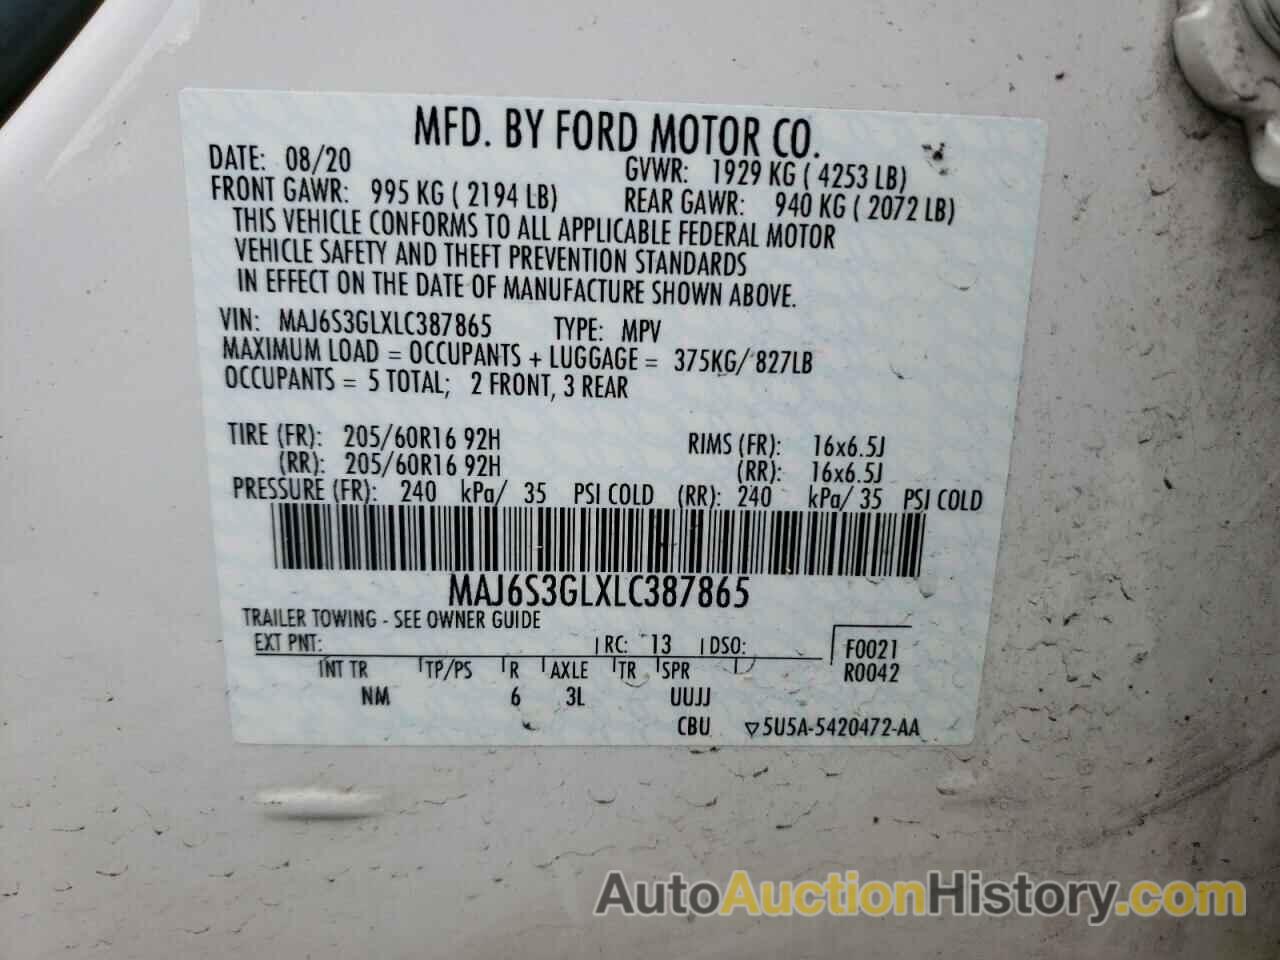 MFD. BY FORD MOTOR CO.
DATE: 08/20 GVWR: 1929 KG ( 4253 LB)
FRONT GAWR: 995 KG ( 2194 LB) REAR GAWR: 940 KG ( 2072 LB)
THIS VEHICLE CONFORMS TO ALL APPLICABLE FEDERAL MOTOR
VEHICLE SAFETY AND THEFT PREVENTION STANDARDS
IN EFFECT ON THE DATE OF MANUFACTURE SHOWN ABOVE.
VIN: MAJ6S3GLXLC387865 TYPE: MPV
MAXIMUM LOAD = OCCUPANTS + LUGGAGE = 375KG/ 827LB
OCCUPANTS = 5 TOTAL; 2 FRONT, 3 REAR
TIRE (FR): 205/60R16 92H RIMS (FR): 16x6.5J
(RR): 205/60R16 92H (RR): 16x6.5J
PRESSURE (FR): 240 kPa/ 35 PSI COLD (RR): 240 kPa/ 35 PSI COLD
MAJ6S3GLXLC387865
TRAILER TOWING - SEE OWNER GUIDE
EXT PNT: RC: 13 DSO: F0021
INT TR TP/PS R AXLE TR SPR R0042
NM 6 3L UUJJ
CBU ▽5U5A-5420472-AA
AutoAuctionHistory.com